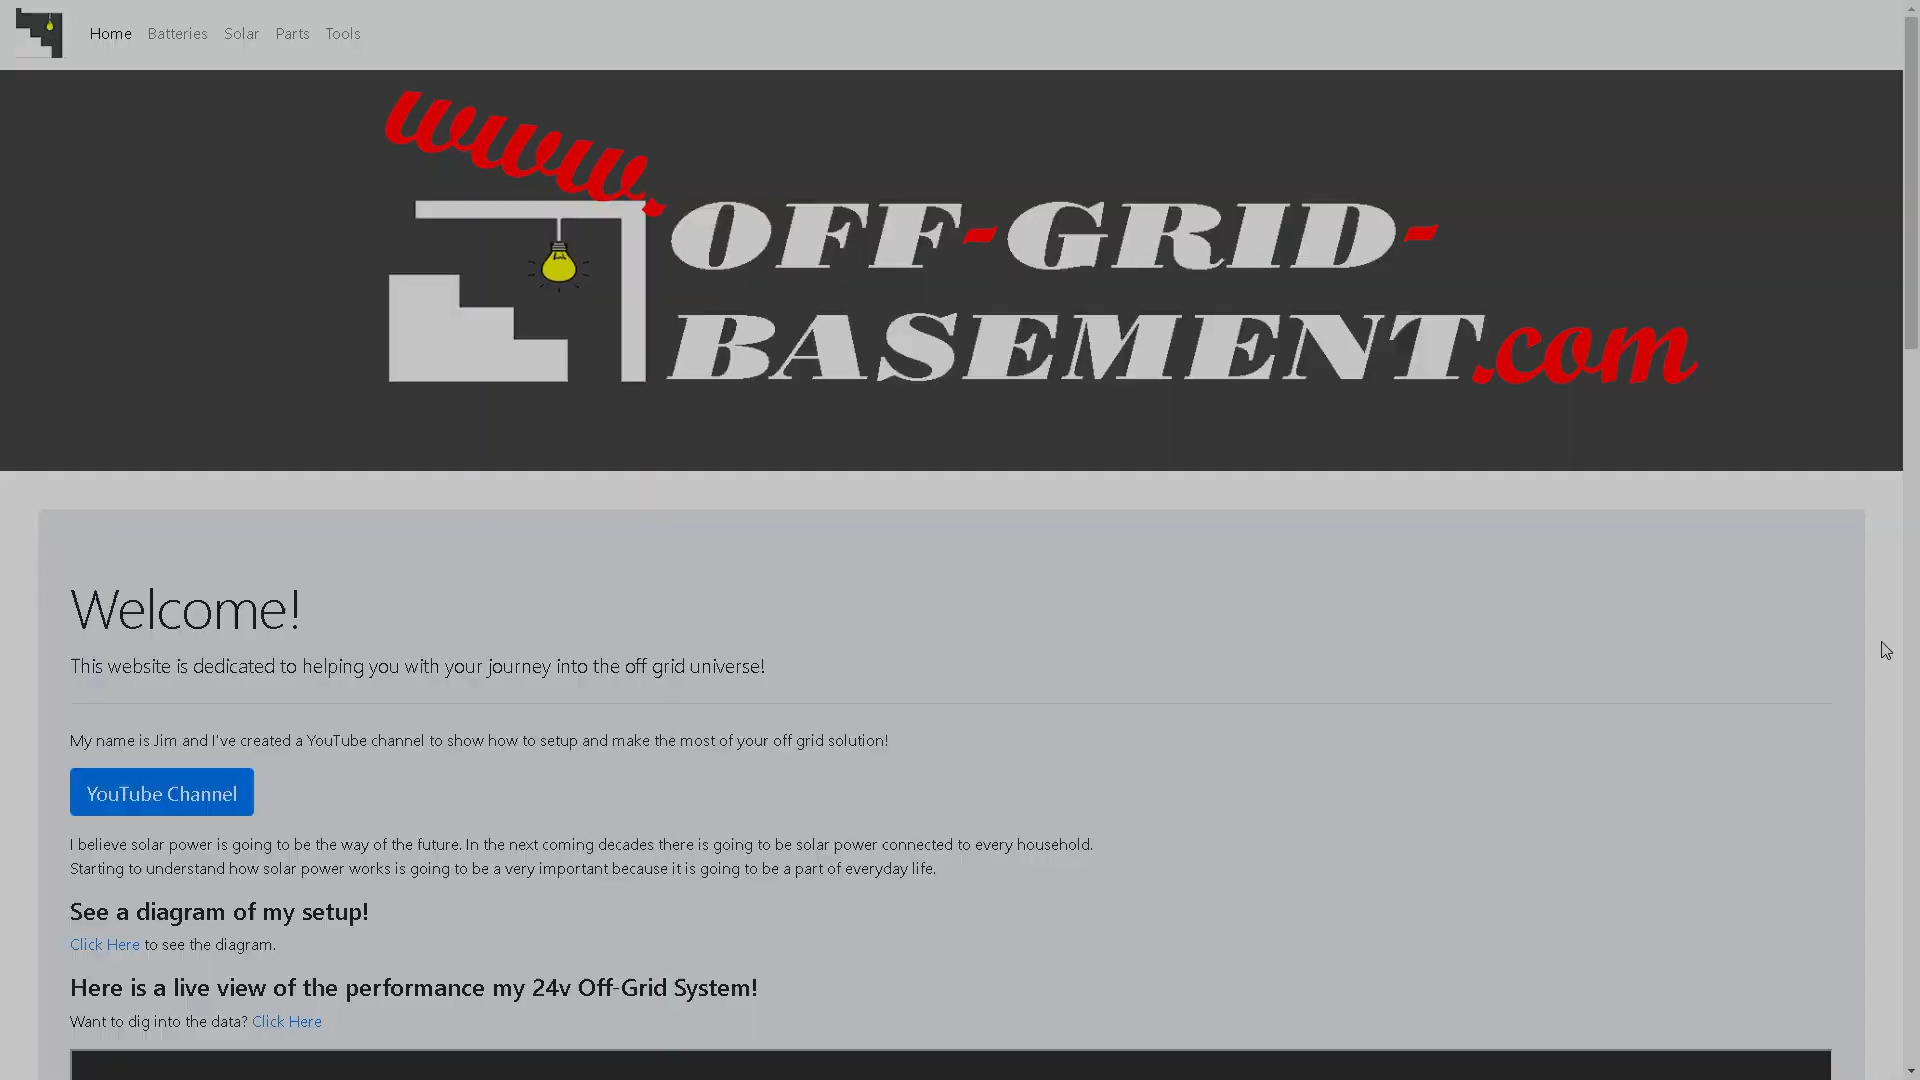 Home Batteries Solar Parts Tools
www.
OFF-GRID-
BASEMENT.com
Welcome!
This website is dedicated to helping you with your journey into the off grid universe!
My name is Jim and I've created a YouTube channel to show how to setup and make the most of your off grid solution!
YouTube Channel
I believe solar power is going to be the way of the future. In the next coming decades there is going to be solar power connected to every household.
Starting to understand how solar power works is going to be a very important because it is going to be a part of everyday life.
See a diagram of my setup!
Click Here to see the diagram.
Here is a live view of the performance my 24v Off-Grid System!
Want to dig into the data? Click Here